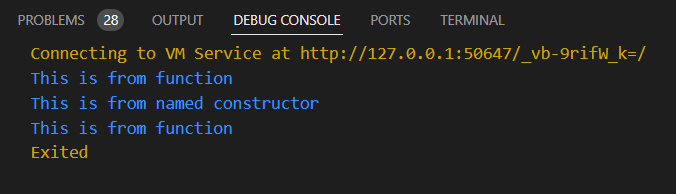 PROBLEMS 28 OUTPUT DEBUG CONSOLE PORTS TERMINAL
Connecting to VM Service at http://127.0.0.1:50647/_vb-9rifW_k=/
This is from function
This is from named constructor
This is from function
Exited